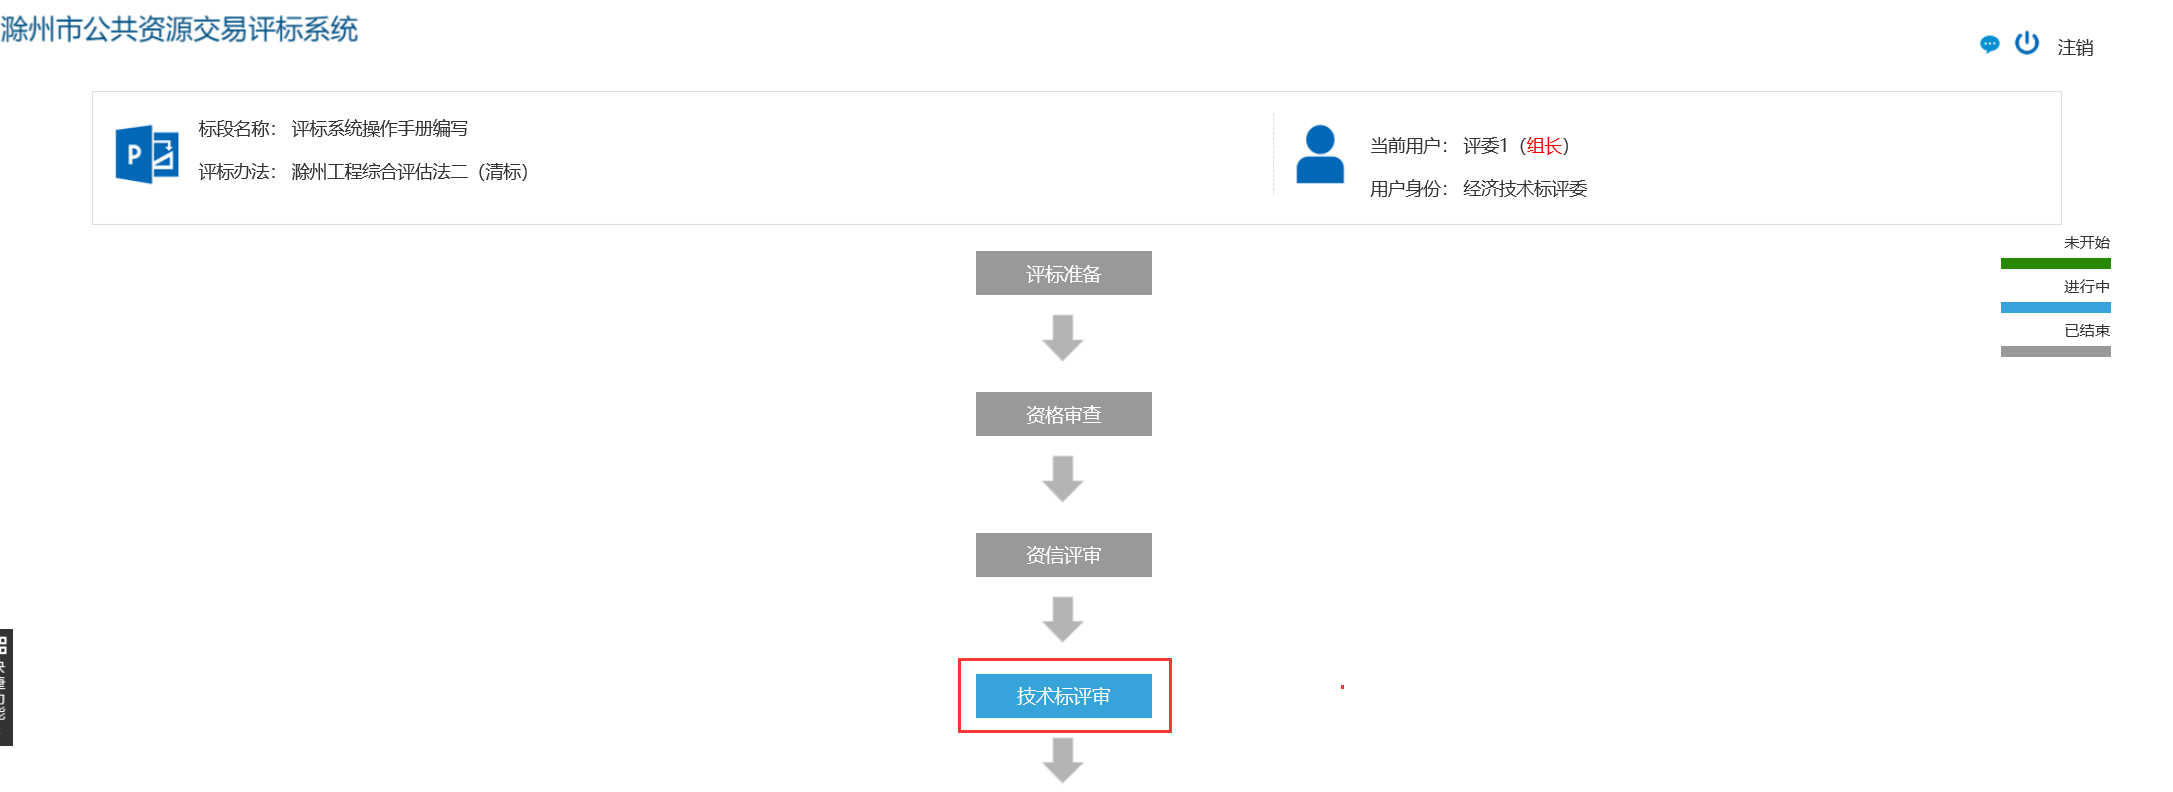 滁州市公共资源交易评标系统
注销
标段名称： 评标系统操作手册编写
评标办法： 滁州工程综合评估法二（清标）
当前用户： 评委1（组长）
用户身份： 经济技术标评委
未开始
进行中
已结束
评标准备
资格审查
资信评审
技术标评审